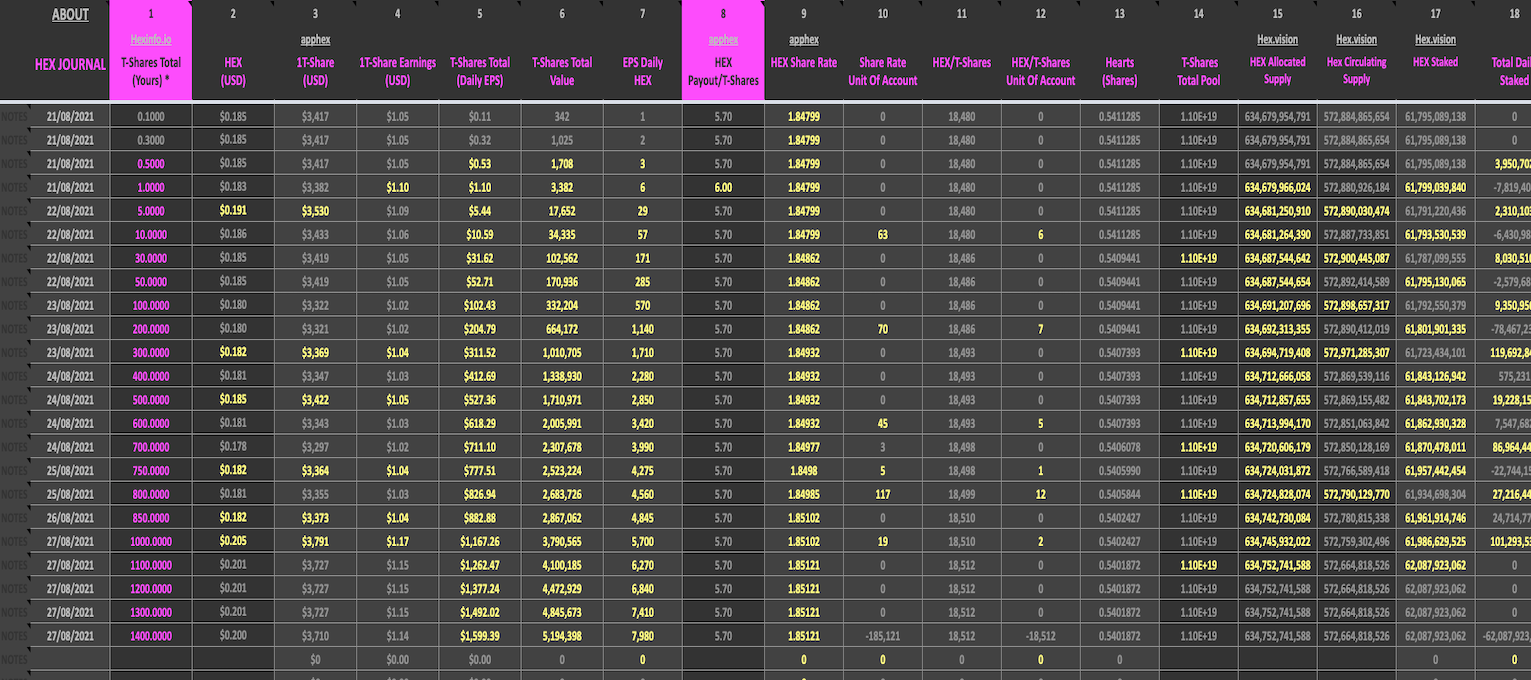 ABOUT 1 2 3 4 5 6 7 8 9 10 11 12 13 14 15 16 17 18
Hexinfo.io apphex apphex apphex Hex.vision Hex.vision Hex.vision
HEX JOURNAL T-Shares Total HEX 1T-Share 1T-Share Earnings T-Shares Total T-Shares Total EPS Daily HEX HEX Share Rate Share Rate HEX/T-Shares HEX/T-Shares Hearts T-Shares HEX Allocated Hex Circulating HEX Staked Total Dai
(Yours) * (USD) (USD) (USD) (Daily EPS) Value HEX Payout/T-Shares Unit Of Account Unit Of Account (Shares) Total Pool Supply Supply Staked
NOTES 21/08/2021 0.1000 $0.185 $3,417 $1.05 $0.11 342 1 5.70 1.84799 0 18,480 0 0.5411285 1.10E+19 634,679,954,791 572,884,865,654 61,795,089,138 0
NOTES 21/08/2021 0.3000 $0.185 $3,417 $1.05 $0.32 1,025 2 5.70 1.84799 0 18,480 0 0.5411285 1.10E+19 634,679,954,791 572,884,865,654 61,795,089,138 0
NOTES 21/08/2021 0.5000 $0.185 $3,417 $1.05 $0.53 1,708 3 5.70 1.84799 0 18,480 0 0.5411285 1.10E+19 634,679,954,791 572,884,865,654 61,795,089,138 3,950,702
NOTES 21/08/2021 1.0000 $0.183 $3,382 $1.10 $1.10 3,382 6 6.00 1.84799 0 18,480 0 0.5411285 1.10E+19 634,679,966,024 572,880,926,184 61,799,039,840 -7,819,40
NOTES 22/08/2021 5.0000 $0.191 $3,530 $1.09 $5.44 17,652 29 5.70 1.84799 0 18,480 0 0.5411285 1.10E+19 634,681,250,910 572,890,030,474 61,791,220,436 2,310,103
NOTES 22/08/2021 10.0000 $0.186 $3,433 $1.06 $10.59 34,335 57 5.70 1.84799 63 18,480 6 0.5411285 1.10E+19 634,681,264,390 572,887,733,851 61,793,530,539 -6,430,98
NOTES 22/08/2021 30.0000 $0.185 $3,419 $1.05 $31.62 102,562 171 5.70 1.84862 0 18,486 0 0.5409441 1.10E+19 634,687,544,642 572,900,445,087 61,787,099,555 8,030,510
NOTES 22/08/2021 50.0000 $0.185 $3,419 $1.05 $52.71 170,936 285 5.70 1.84862 0 18,486 0 0.5409441 1.10E+19 634,687,544,654 572,892,414,589 61,795,130,065 -2,579,68
NOTES 23/08/2021 100.0000 $0.180 $3,322 $1.02 $102.43 332,204 570 5.70 1.84862 0 18,486 0 0.5409441 1.10E+19 634,691,207,696 572,898,657,317 61,792,550,379 9,350,956
NOTES 23/08/2021 200.0000 $0.180 $3,321 $1.02 $204.79 664,172 1,140 5.70 1.84862 70 18,486 7 0.5409441 1.10E+19 634,692,313,355 572,890,412,019 61,801,901,335 -78,467,23
NOTES 23/08/2021 300.0000 $0.182 $3,369 $1.04 $311.52 1,010,705 1,710 5.70 1.84932 0 18,493 0 0.5407393 1.10E+19 634,694,719,408 572,971,285,307 61,723,434,101 119,692,84
NOTES 24/08/2021 400.0000 $0.181 $3,347 $1.03 $412.69 1,338,930 2,280 5.70 1.84932 0 18,493 0 0.5407393 1.10E+19 634,712,666,058 572,869,539,116 61,843,126,942 575,231
NOTES 24/08/2021 500.0000 $0.185 $3,422 $1.05 $527.36 1,710,971 2,850 5.70 1.84932 0 18,493 0 0.5407393 1.10E+19 634,712,857,655 572,869,155,482 61,843,702,173 19,228,15
NOTES 24/08/2021 600.0000 $0.181 $3,343 $1.03 $618.29 2,005,991 3,420 5.70 1.84932 45 18,493 5 0.5407393 1.10E+19 634,713,994,170 572,851,063,842 61,862,930,328 7,547,68
NOTES 24/08/2021 700.0000 $0.178 $3,297 $1.02 $711.10 2,307,678 3,990 5.70 1.84977 3 18,498 0 0.5406078 1.10E+19 634,720,606,179 572,850,128,169 61,870,478,011 86,964,44
NOTES 25/08/2021 750.0000 $0.182 $3,364 $1.04 $777.51 2,523,224 4,275 5.70 1.8498 5 18,498 1 0.5405990 1.10E+19 634,724,031,872 572,766,589,418 61,957,442,454 -22,744,15
NOTES 25/08/2021 800.0000 $0.181 $3,355 $1.03 $826.94 2,683,726 4,560 5.70 1.84985 117 18,499 12 0.5405844 1.10E+19 634,724,828,074 572,790,129,770 61,934,698,304 27,216,44
NOTES 26/08/2021 850.0000 $0.182 $3,373 $1.04 $882.88 2,867,062 4,845 5.70 1.85102 0 18,510 0 0.5402427 1.10E+19 634,742,730,084 572,780,815,338 61,961,914,746 24,714,77
NOTES 27/08/2021 1000.0000 $0.205 $3,791 $1.17 $1,167.26 3,790,565 5,700 5.70 1.85102 19 18,510 2 0.5402427 1.10E+19 634,745,932,022 572,759,302,496 61,986,629,525 101,293,53
NOTES 27/08/2021 1100.0000 $0.201 $3,727 $1.15 $1,262.47 4,100,185 6,270 5.70 1.85121 0 18,512 0 0.5401872 1.10E+19 634,752,741,588 572,664,818,526 62,087,923,062 0
NOTES 27/08/2021 1200.0000 $0.201 $3,727 $1.15 $1,377.24 4,472,929 6,840 5.70 1.85121 0 18,512 0 0.5401872 1.10E+19 634,752,741,588 572,664,818,526 62,087,923,062 0
NOTES 27/08/2021 1300.0000 $0.201 $3,727 $1.15 $1,492.02 4,845,673 7,410 5.70 1.85121 0 18,512 0 0.5401872 1.10E+19 634,752,741,588 572,664,818,526 62,087,923,062 0
NOTES 27/08/2021 1400.0000 $0.200 $3,710 $1.14 $1,599.39 5,194,398 7,980 5.70 1.85121 -185,121 18,512 -18,512 0.5401872 1.10E+19 634,752,741,588 572,664,818,526 62,087,923,062 -62,087,923,
NOTES $0 $0.00 $0.00 0 0 0 0 0 0 0 0 0